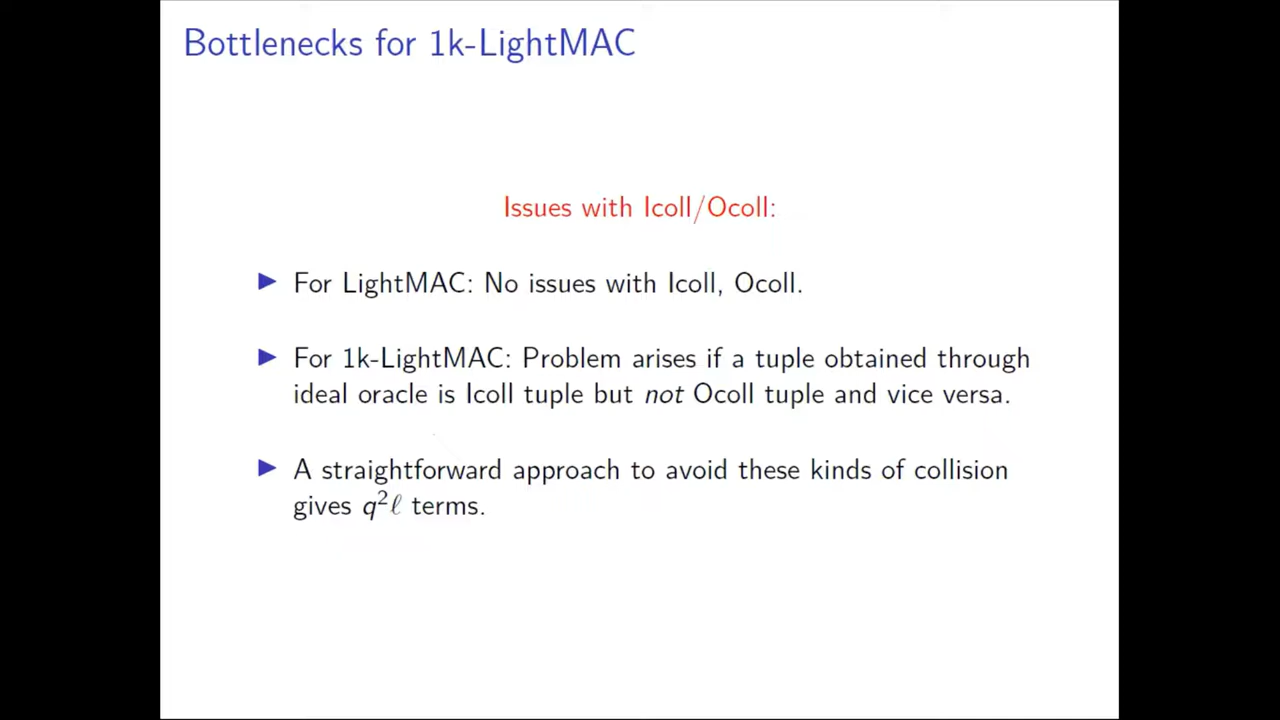 Bottlenecks for 1k-LightMAC
Issues with Icoll/Ocoll:
▶ For LightMAC: No issues with Icoll, Ocoll.
▶ For 1k-LightMAC: Problem arises if a tuple obtained through
ideal oracle is Icoll tuple but not Ocoll tuple and vice versa.
▶ A straightforward approach to avoid these kinds of collision
gives q²ℓ terms.